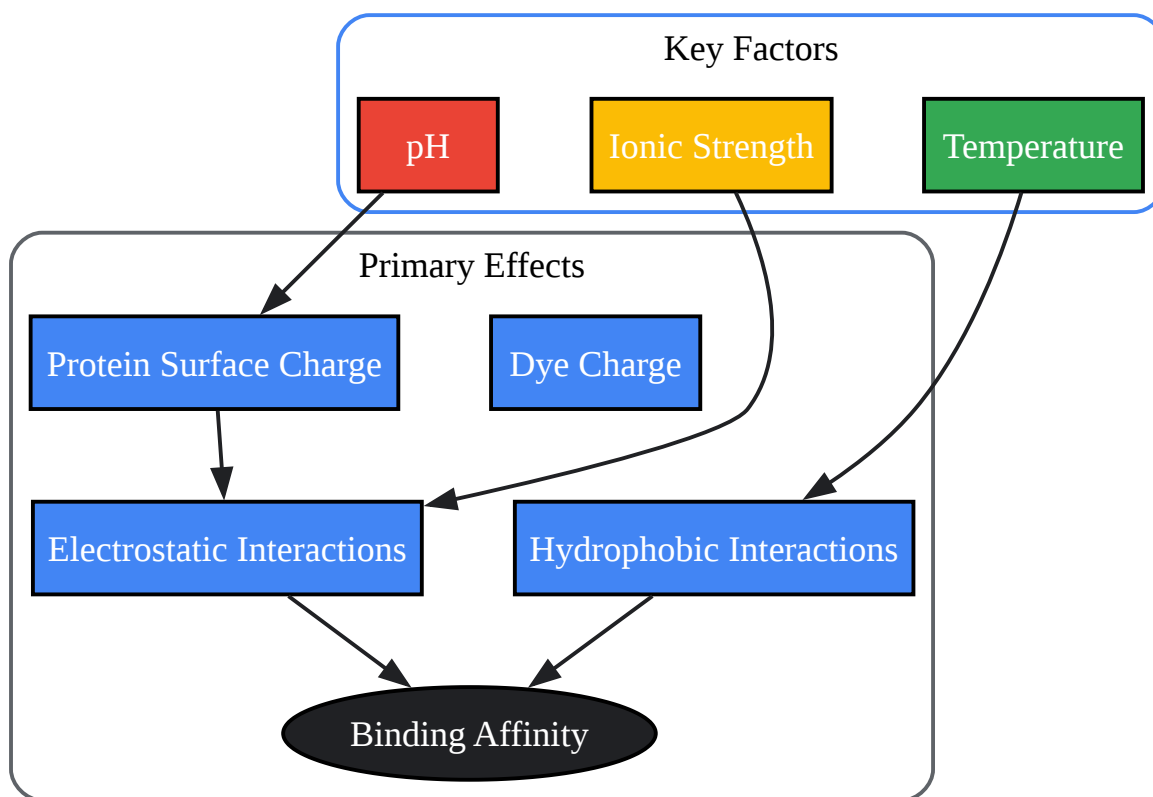 Key Factors
pH
Ionic Strength
Temperature
Primary Effects
Protein Surface Charge
Dye Charge
Electrostatic Interactions
Hydrophobic Interactions
Binding Affinity